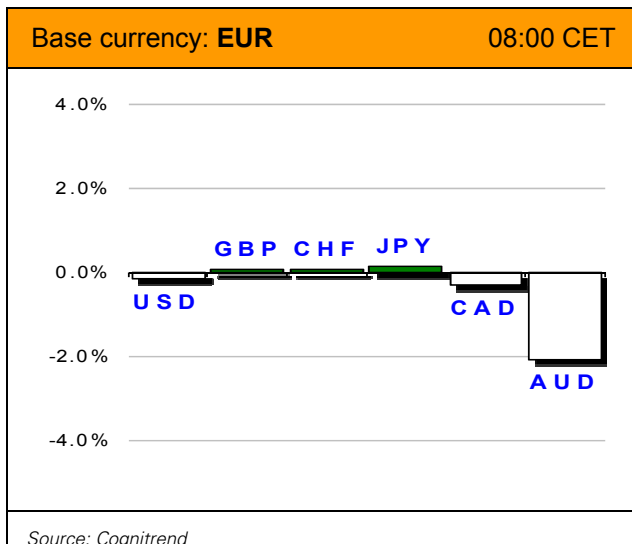 Base currency: EUR 08:00 CET
4.0%
2.0%
GBP CHF JPY
0.0%
USD CAD
-2.0%
AUD
-4.0%
Source: Cognitrend